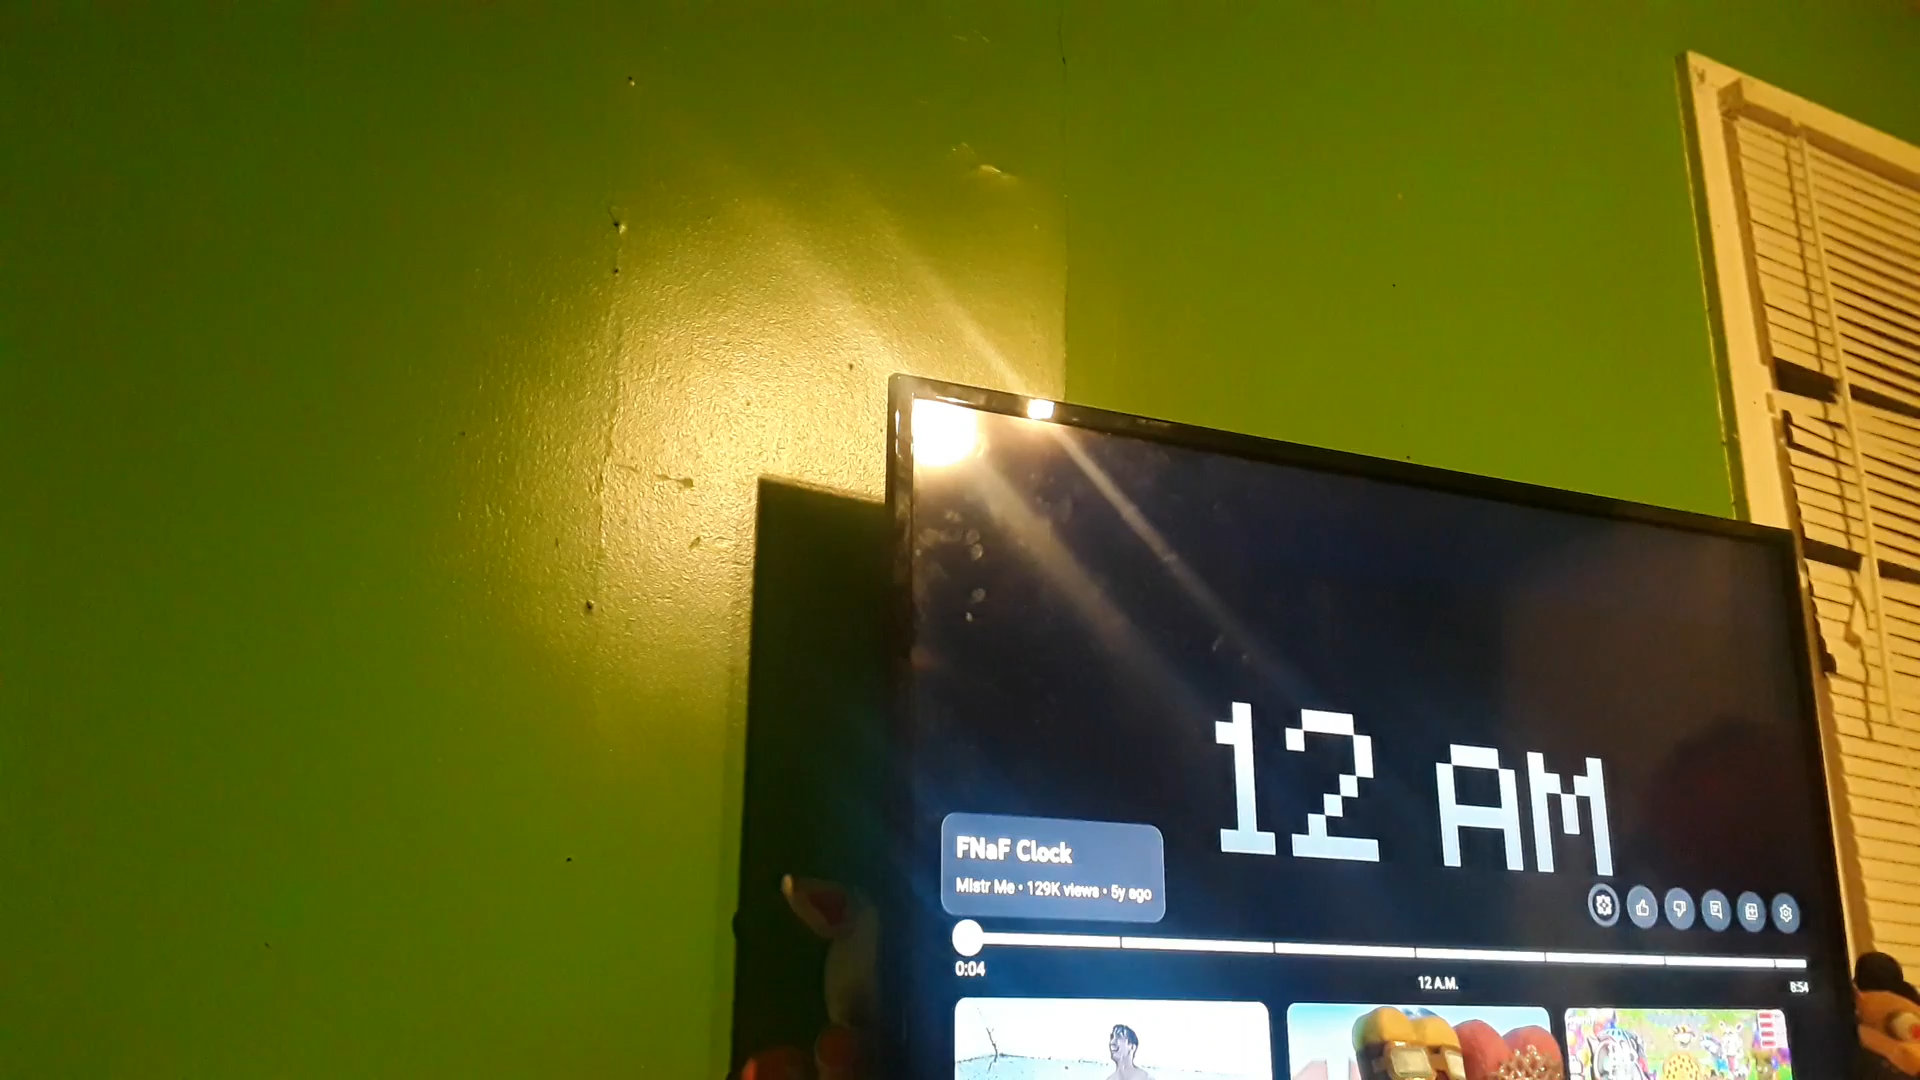 12 AM
FNaF Clock
Mistr Me • 129K views • 5y ago
0:04
12 A.M.
8:54